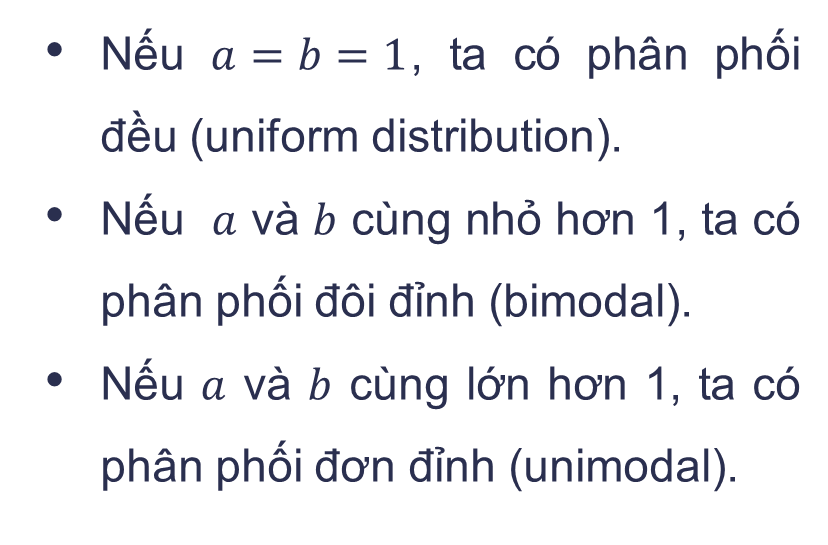 • Nếu 𝑎 = 𝑏 = 1, ta có phân phối
đều (uniform distribution).
• Nếu 𝑎 và 𝑏 cùng nhỏ hơn 1, ta có
phân phối đôi đỉnh (bimodal).
• Nếu 𝑎 và 𝑏 cùng lớn hơn 1, ta có
phân phối đơn đỉnh (unimodal).